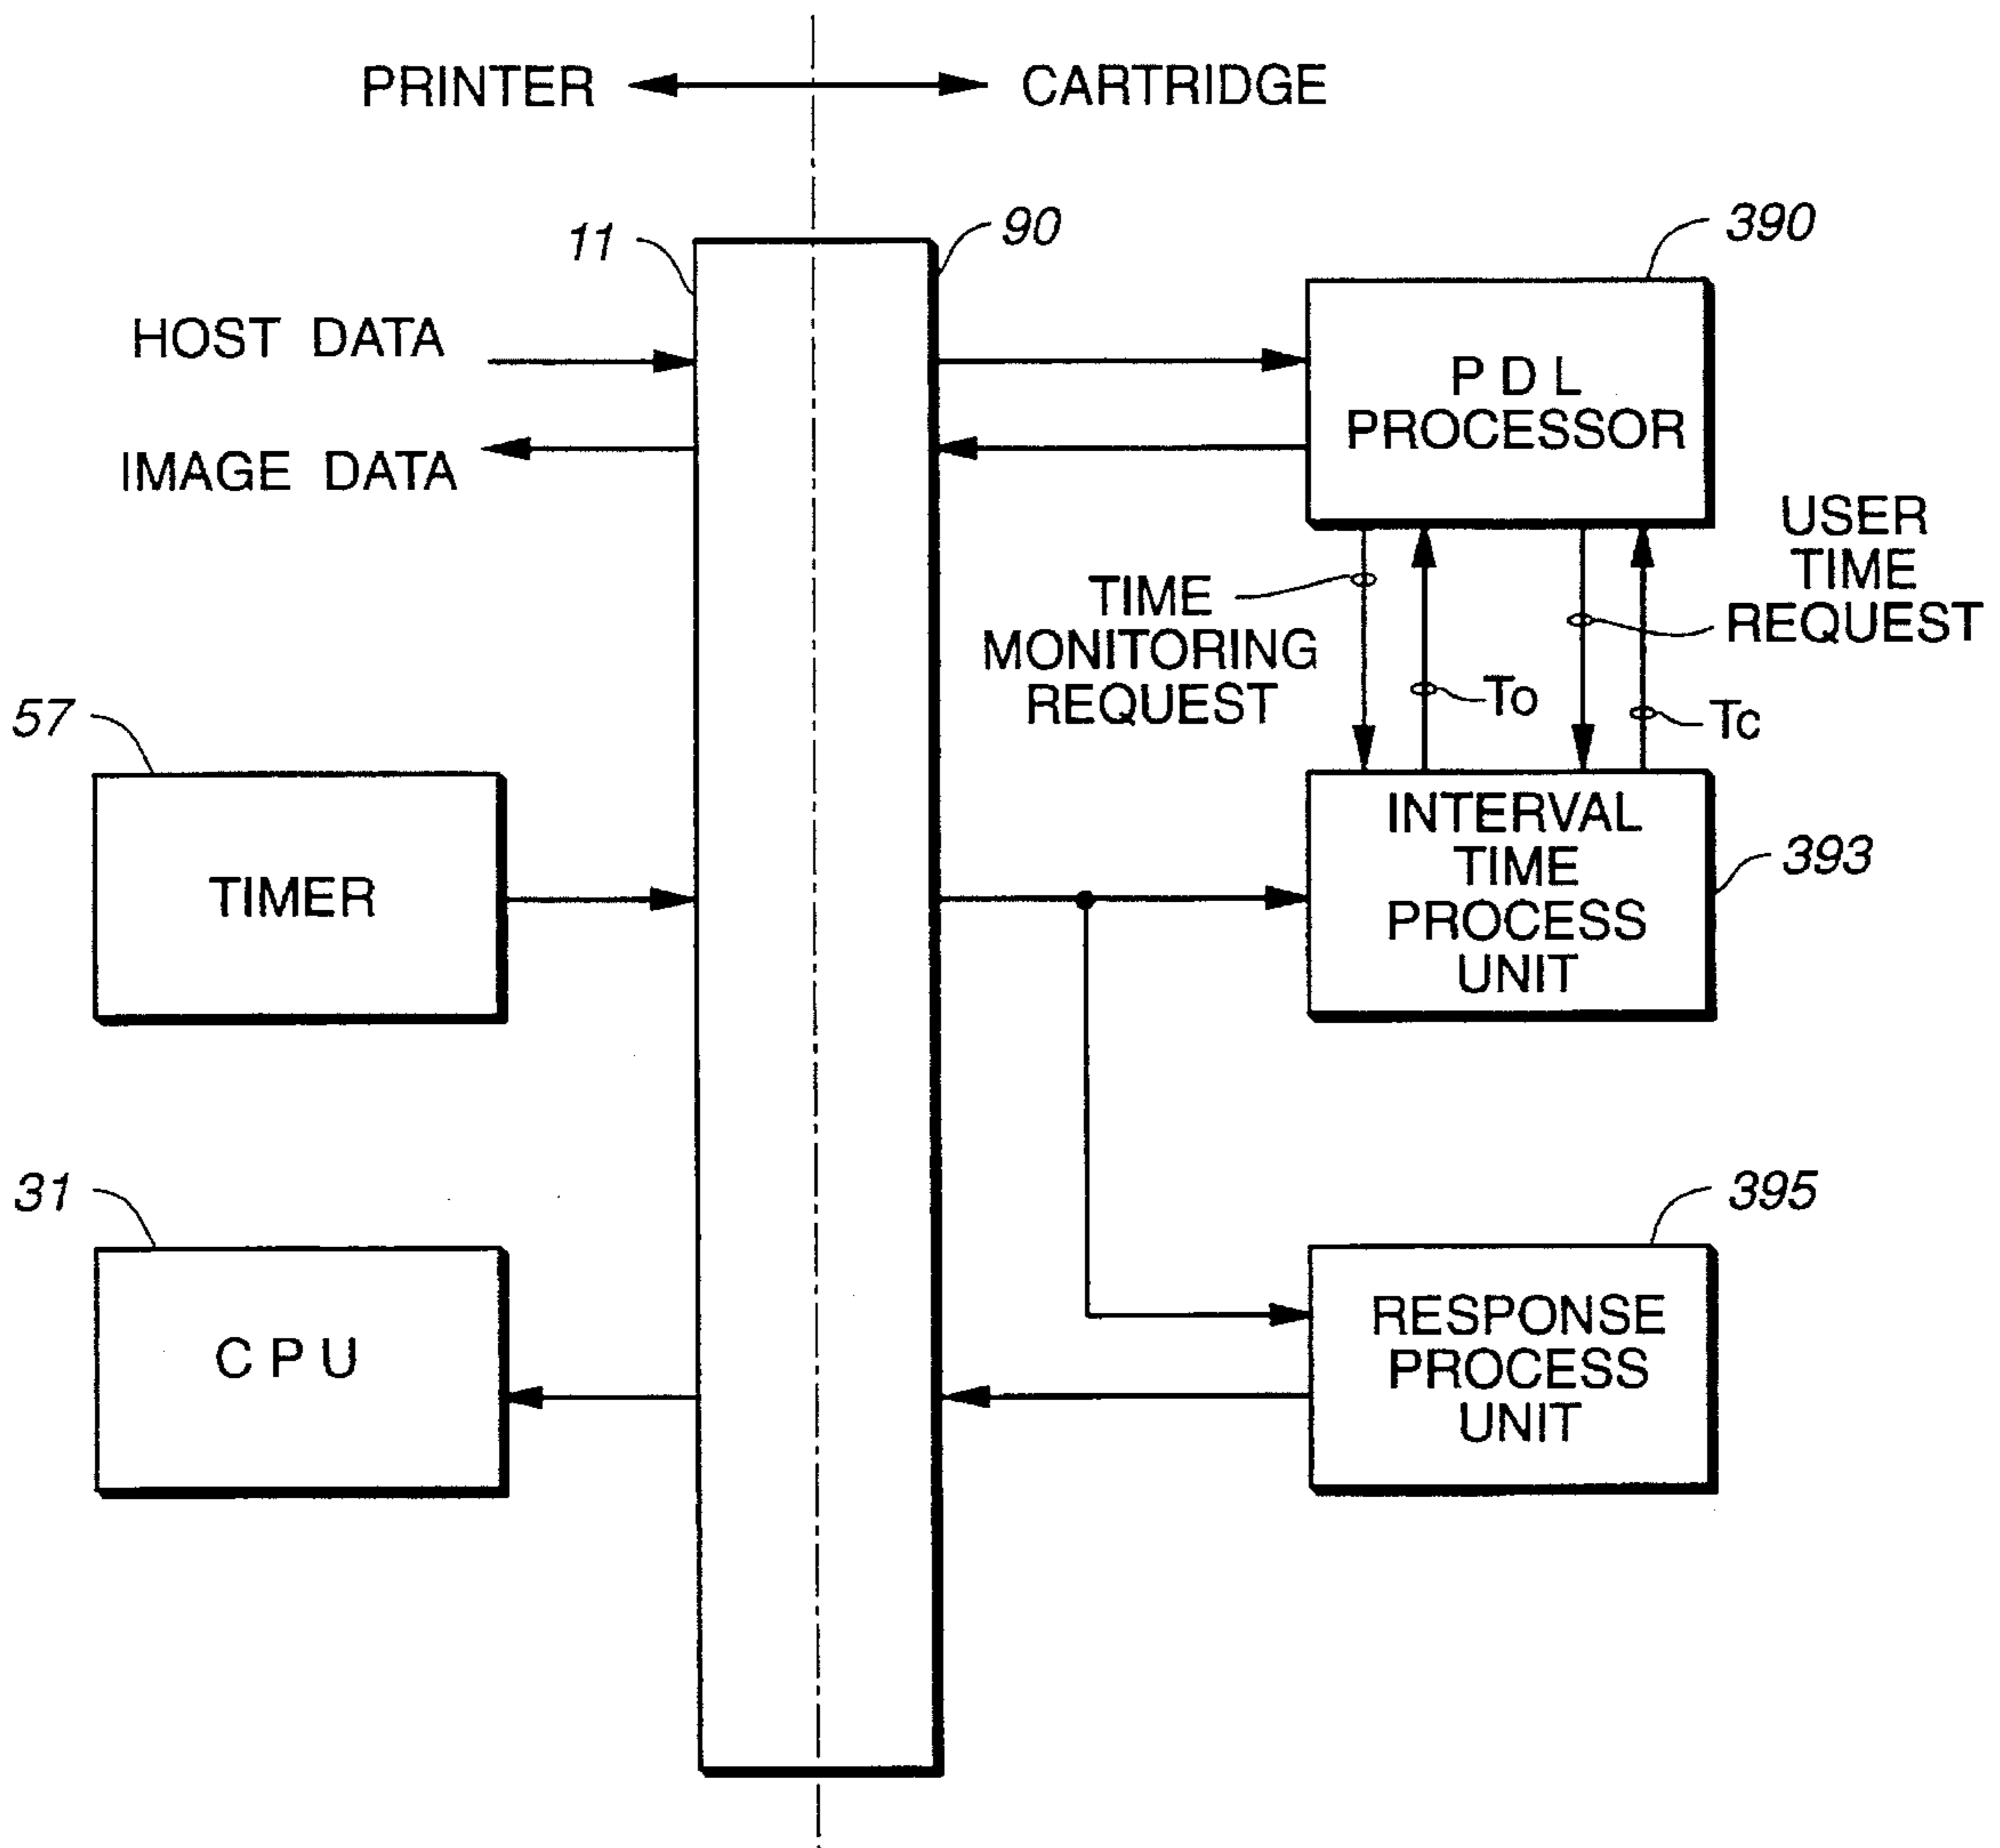 PRINTER
CARTRIDGE
11
90
390
HOST DATA
IMAGE DATA
P D L
PROCESSOR
USER
TIME
REQUEST
TIME
MONITORING
REQUEST
To
Tc
57
TIMER
INTERVAL
TIME
PROCESS
UNIT
393
31
C P U
395
RESPONSE
PROCESS
UNIT